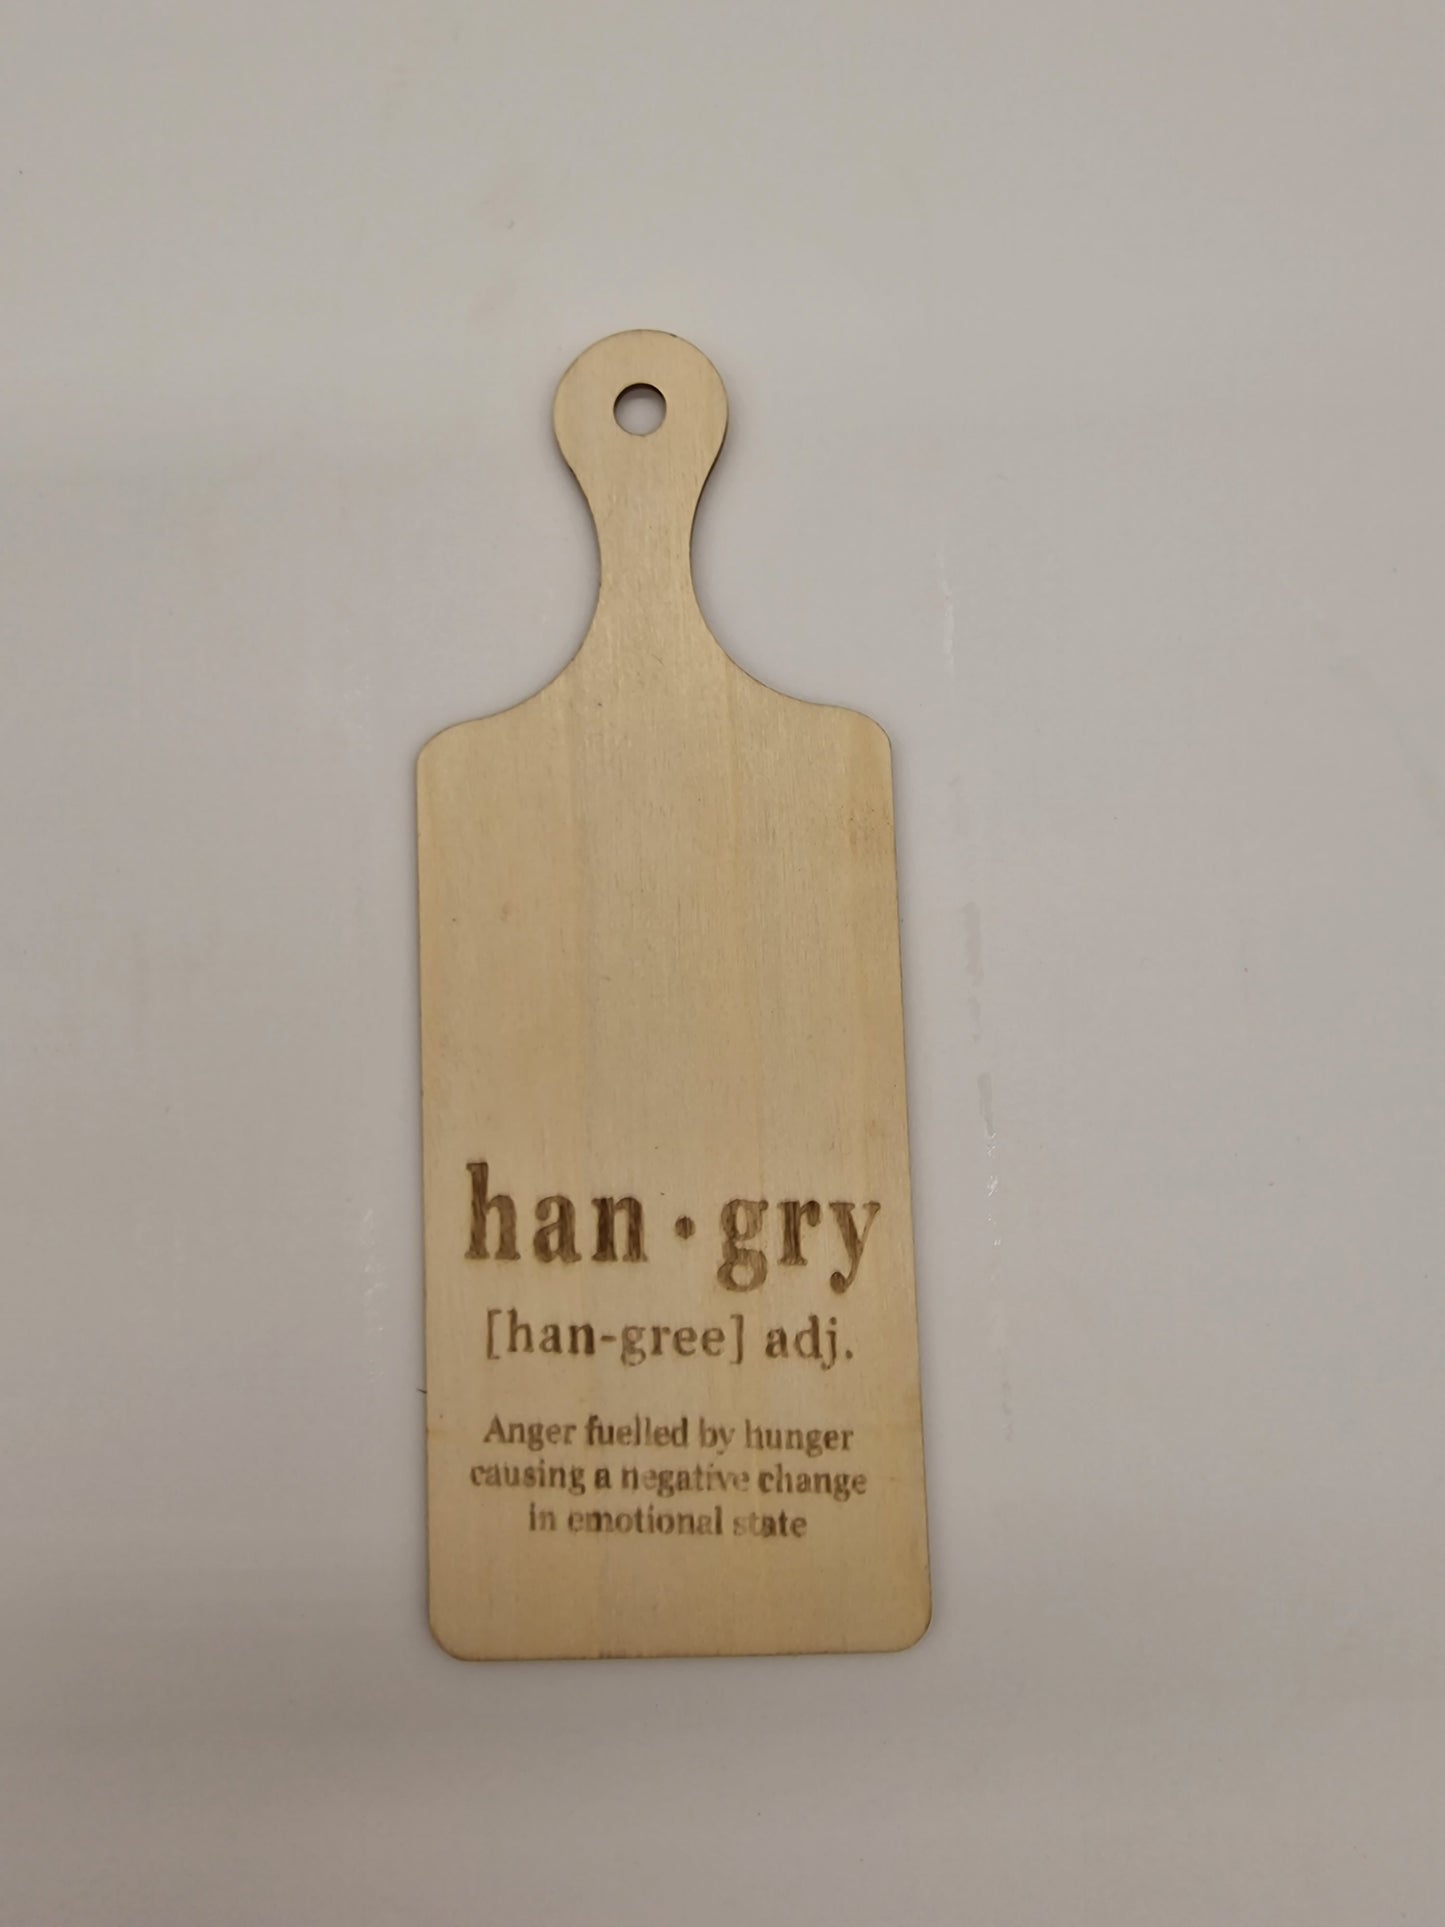 han • gry
[han-gree] adj.
Anger fuelled by hunger
causing a negative change
in emotional state